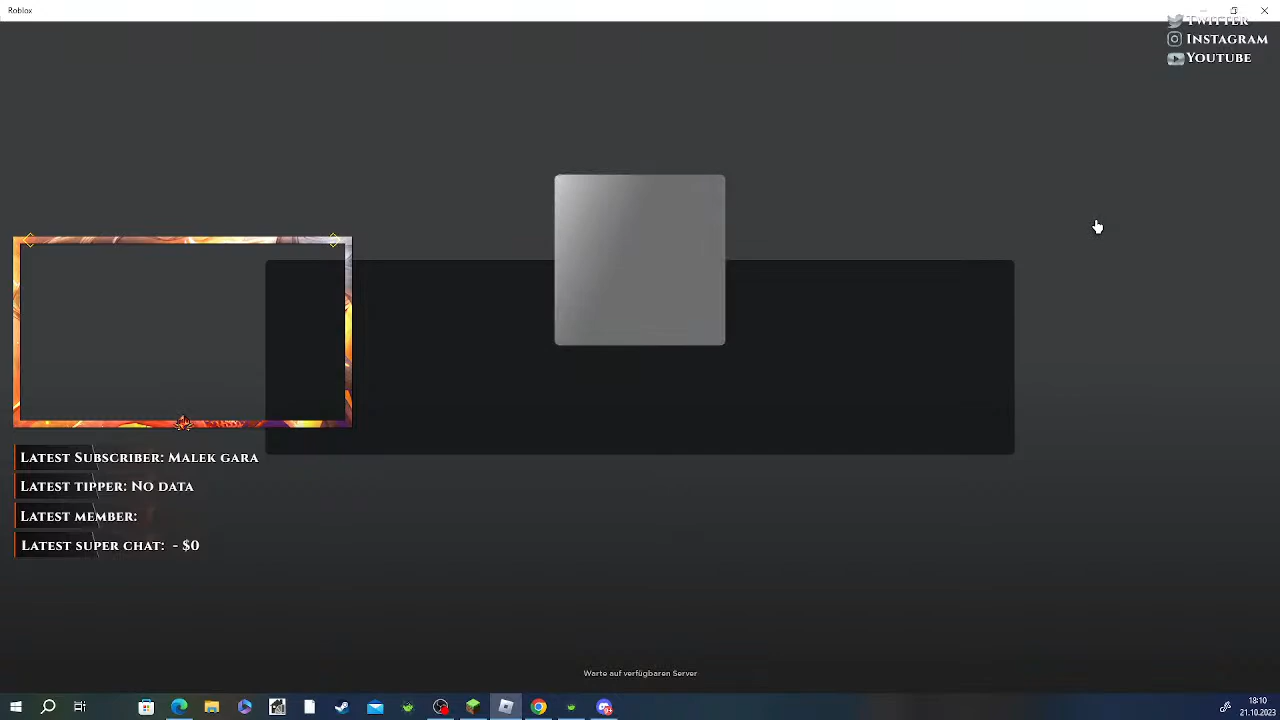 Roblox
Twitter
Instagram
Youtube
Latest Subscriber: Malek gara
Latest tipper: No data
Latest member:
Latest super chat: - $0
Warte auf verfügbaren Server
18:10
21.10.2023